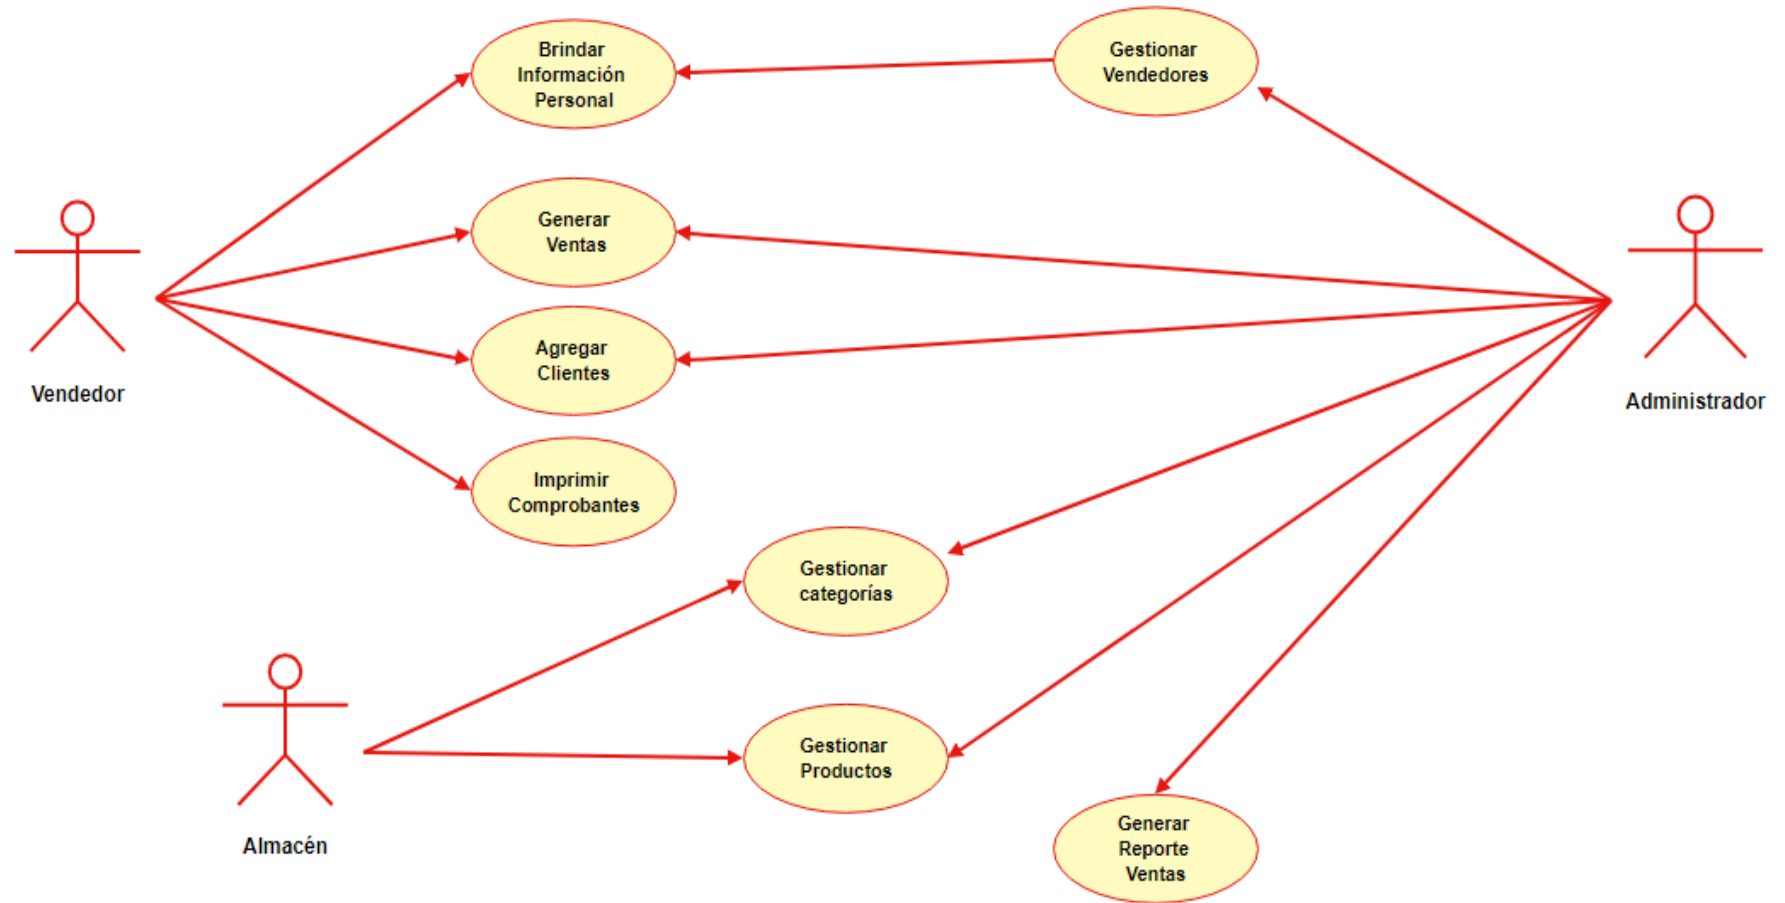 Brindar
Información
Personal
Gestionar
Vendedores
Generar
Ventas
Agregar
Clientes
Vendedor
Administrador
Imprimir
Comprobantes
Gestionar
categorías
Gestionar
Productos
Almacén
Generar
Reporte
Ventas